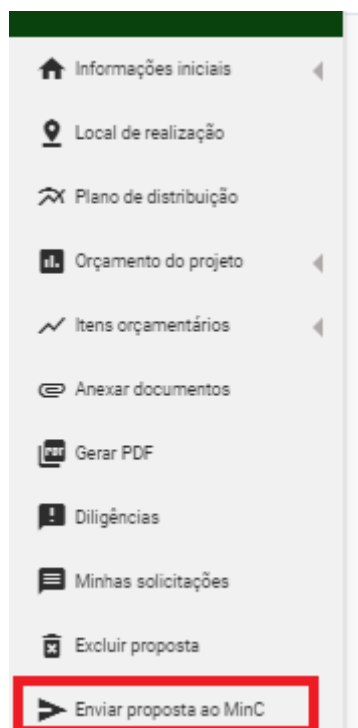 Informações iniciais
Local de realização
Plano de distribuição
Orçamento do projeto
Itens orçamentários
Anexar documentos
Gerar PDF
Diligências
Minhas solicitações
Excluir proposta
Enviar proposta ao MinC